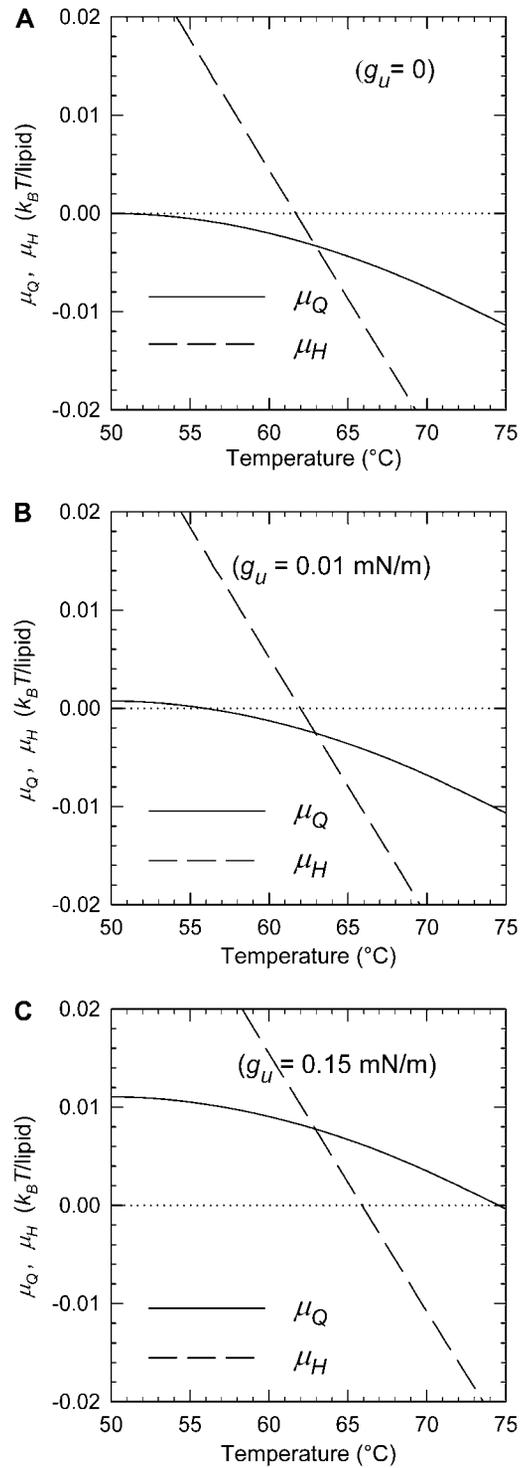 A
0.02
(g_u = 0)
0.01
μ_Q, μ_H (k_BT/lipid)
0.00
-0.01
μ_Q
μ_H
-0.02
50 55 60 65 70 75
Temperature (°C)
B
0.02
(g_u = 0.01 mN/m)
0.01
μ_Q, μ_H (k_BT/lipid)
0.00
-0.01
μ_Q
μ_H
-0.02
50 55 60 65 70 75
Temperature (°C)
C
0.02
(g_u = 0.15 mN/m)
0.01
μ_Q, μ_H (k_BT/lipid)
0.00
-0.01
μ_Q
μ_H
-0.02
50 55 60 65 70 75
Temperature (°C)